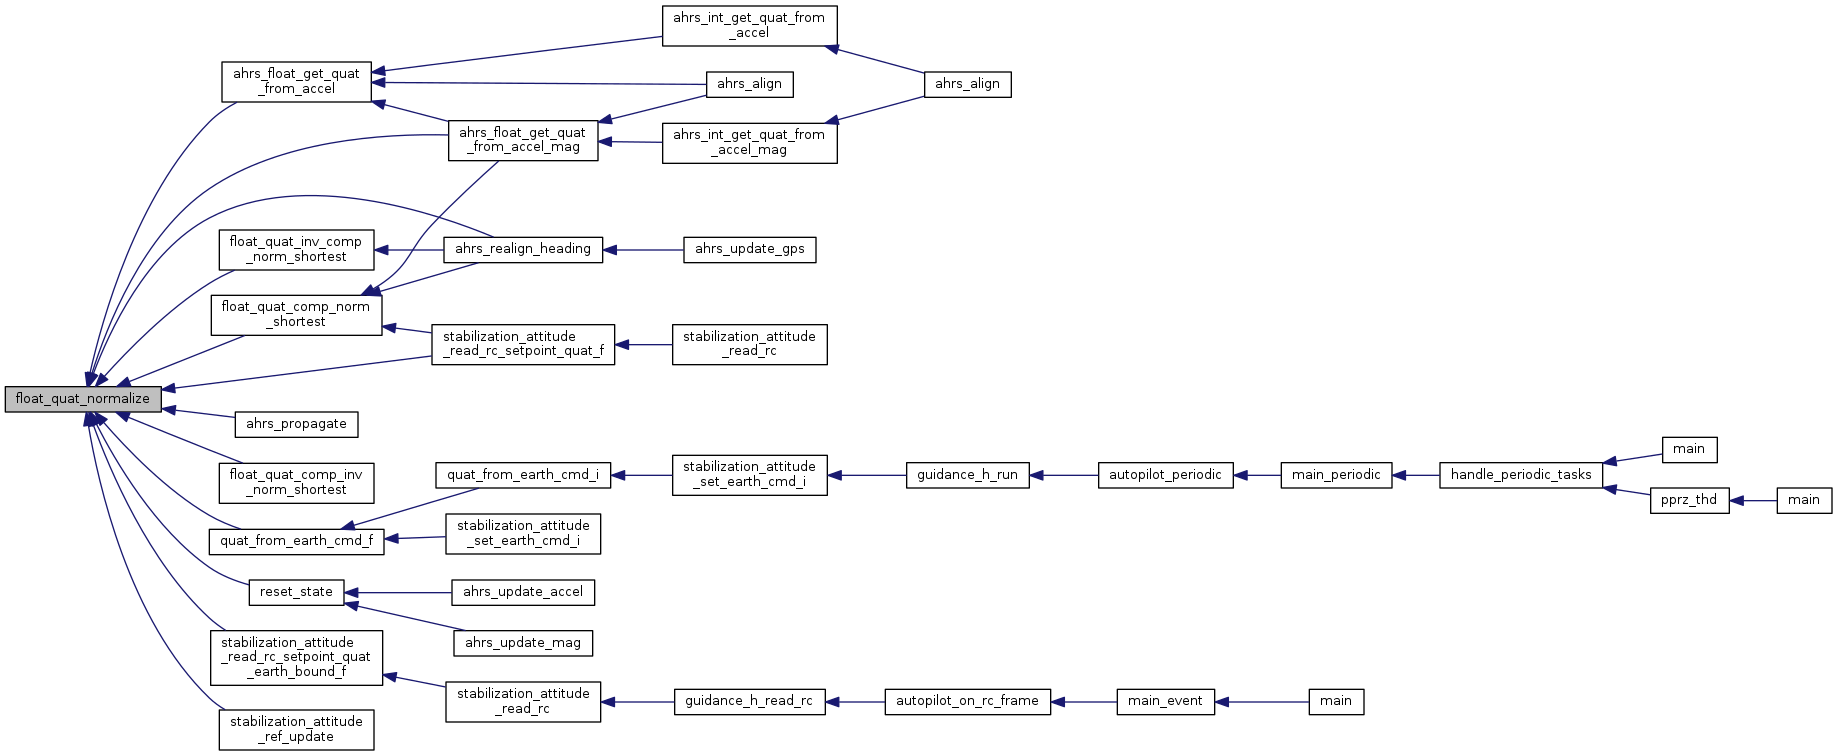 ahrs_int_get_quat_from
_accel
ahrs_float_get_quat
_from_accel
ahrs_align
ahrs_align
ahrs_float_get_quat
_from_accel_mag
ahrs_int_get_quat_from
_accel_mag
float_quat_inv_comp
_norm_shortest
ahrs_realign_heading
ahrs_update_gps
float_quat_comp_norm
_shortest
stabilization_attitude
_read_rc_setpoint_quat_f
stabilization_attitude
_read_rc
float_quat_normalize
ahrs_propagate
float_quat_comp_inv
_norm_shortest
quat_from_earth_cmd_i
stabilization_attitude
_set_earth_cmd_i
guidance_h_run
autopilot_periodic
main_periodic
handle_periodic_tasks
main
pprz_thd
main
quat_from_earth_cmd_f
stabilization_attitude
_set_earth_cmd_i
reset_state
ahrs_update_accel
ahrs_update_mag
stabilization_attitude
_read_rc_setpoint_quat
_earth_bound_f
stabilization_attitude
_read_rc
guidance_h_read_rc
autopilot_on_rc_frame
main_event
main
stabilization_attitude
_ref_update